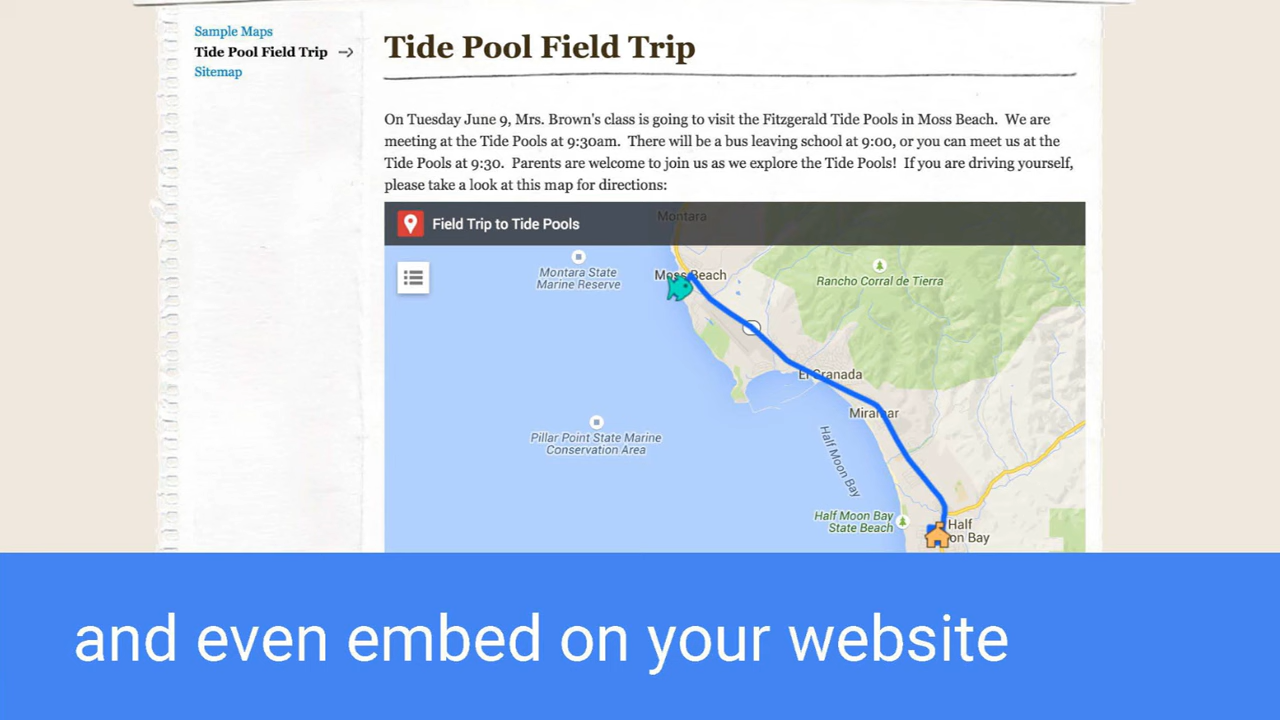 Sample Maps
Tide Pool Field Trip
Sitemap
Tide Pool Field Trip
On Tuesday June 9, Mrs. Brown's class is going to visit the Fitzgerald Tide Pools in Moss Beach. We are
meeting at the Tide Pools at 9:30am. There will be a bus leaving school at 9:00, or you can meet us at the
Tide Pools at 9:30. Parents are welcome to join us as we explore the Tide Pools! If you are driving yourself,
please take a look at this map for directions:
Montara
Field Trip to Tide Pools
Montara State
Marine Reserve
Moss Beach
Rancho Corral de Tierra
El Granada
Miramar
Pillar Point State Marine
Conservation Area
Half Moon Bay
Half Moon Bay
State Beach
Half
on Bay
and even embed on your website